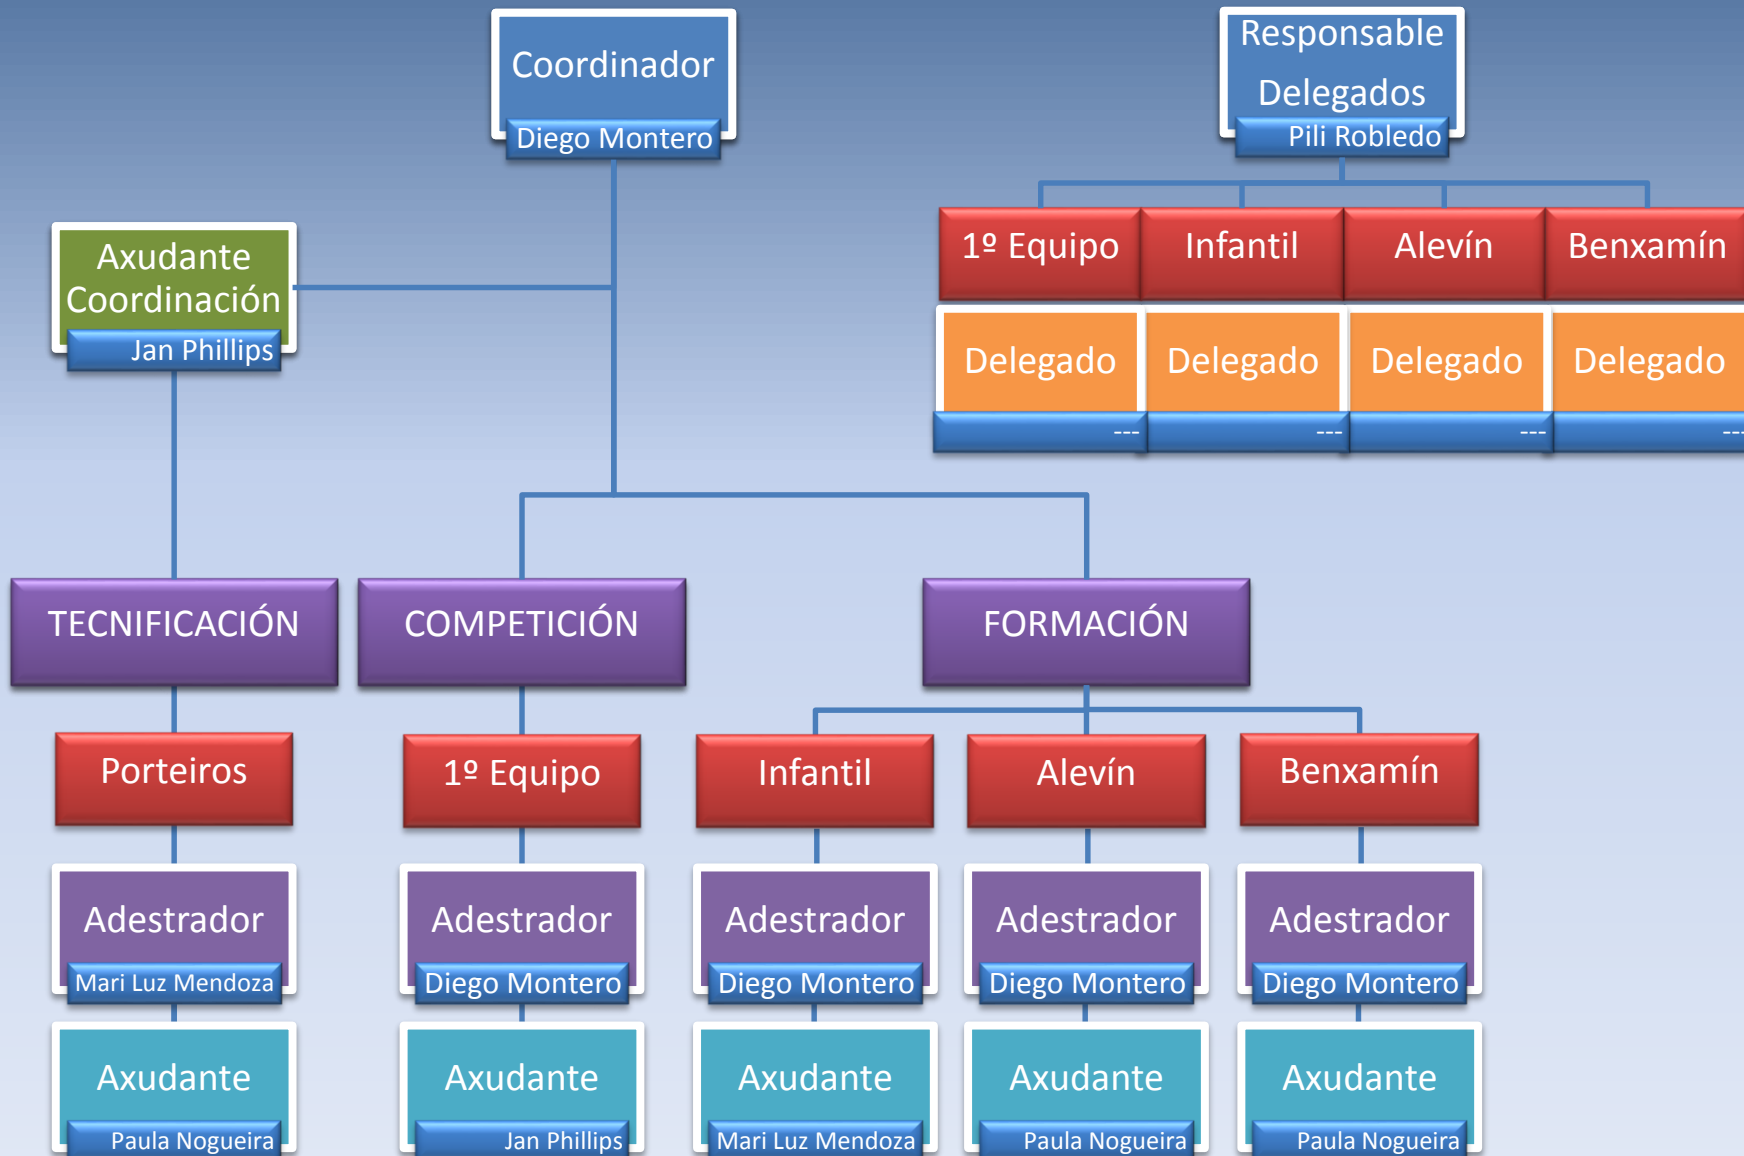 Coordinador
Diego Montero
Responsable
Delegados
Pili Robledo
1º Equipo
Infantil
Alevín
Benxamín
Delegado
Delegado
Delegado
Delegado
---
---
---
---
Axudante
Coordinación
Jan Phillips
TECNIFICACIÓN
COMPETICIÓN
FORMACIÓN
Porteiros
1º Equipo
Infantil
Alevín
Benxamín
Adestrador
Mari Luz Mendoza
Adestrador
Diego Montero
Adestrador
Diego Montero
Adestrador
Diego Montero
Adestrador
Diego Montero
Axudante
Paula Nogueira
Axudante
Jan Phillips
Axudante
Mari Luz Mendoza
Axudante
Paula Nogueira
Axudante
Paula Nogueira